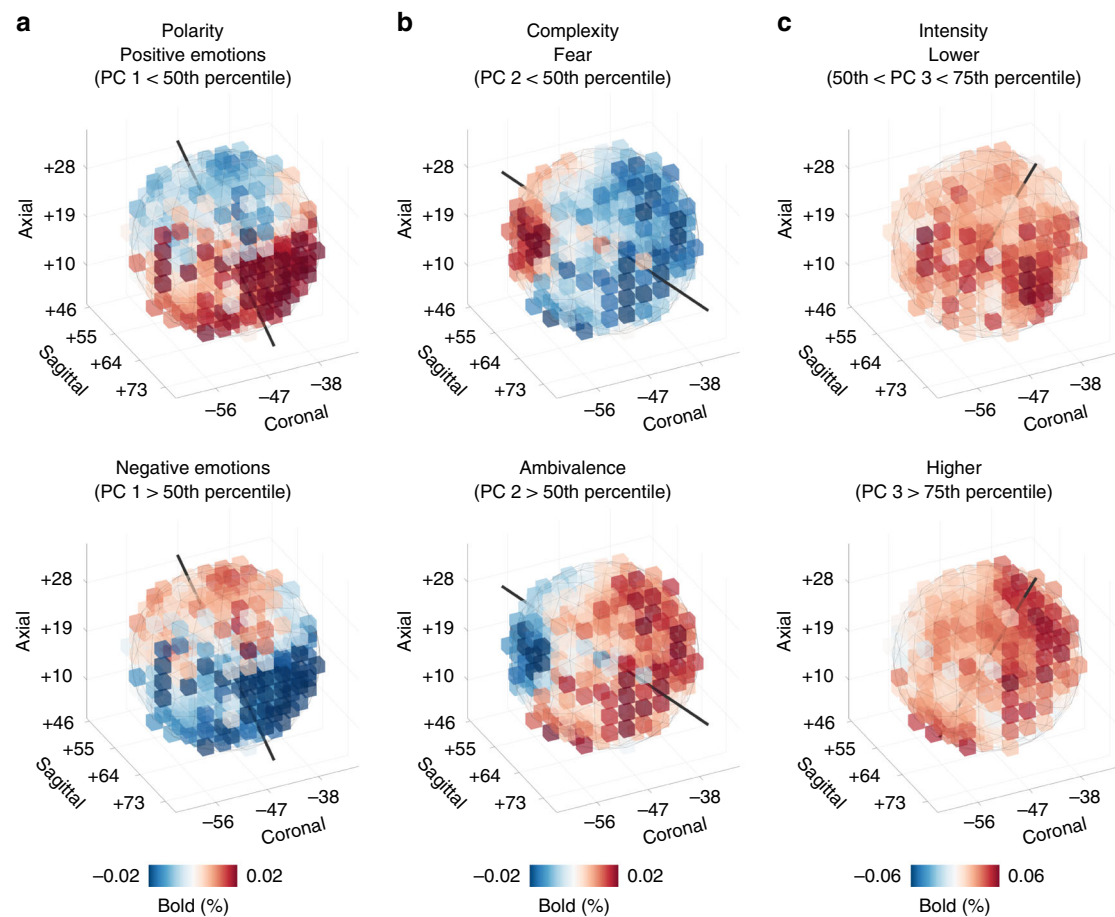 a
Polarity
Positive emotions
(PC 1 < 50th percentile)
+28
+19
+10
+46
+55
+64
+73
−56
−47
−38
Axial
Sagittal
Coronal
Negative emotions
(PC 1 > 50th percentile)
+28
+19
+10
+46
+55
+64
+73
−56
−47
−38
Axial
Sagittal
Coronal
−0.02 0.02
Bold (%)
b
Complexity
Fear
(PC 2 < 50th percentile)
+28
+19
+10
+46
+55
+64
+73
−56
−47
−38
Axial
Sagittal
Coronal
Ambivalence
(PC 2 > 50th percentile)
+28
+19
+10
+46
+55
+64
+73
−56
−47
−38
Axial
Sagittal
Coronal
−0.02 0.02
Bold (%)
c
Intensity
Lower
(50th < PC 3 < 75th percentile)
+28
+19
+10
+46
+55
+64
+73
−56
−47
−38
Axial
Sagittal
Coronal
Higher
(PC 3 > 75th percentile)
+28
+19
+10
+46
+55
+64
+73
−56
−47
−38
Axial
Sagittal
Coronal
−0.06 0.06
Bold (%)